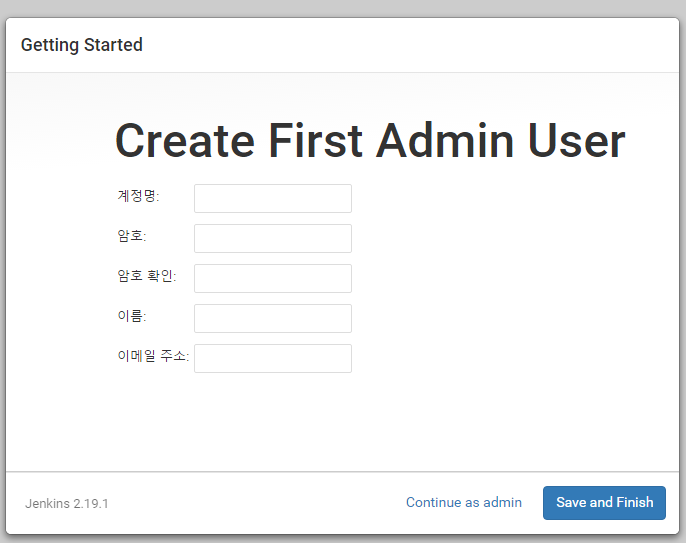 Getting Started
Create First Admin User
계정명:
암호:
암호 확인:
이름:
이메일 주소:
Jenkins 2.19.1
Continue as admin
Save and Finish